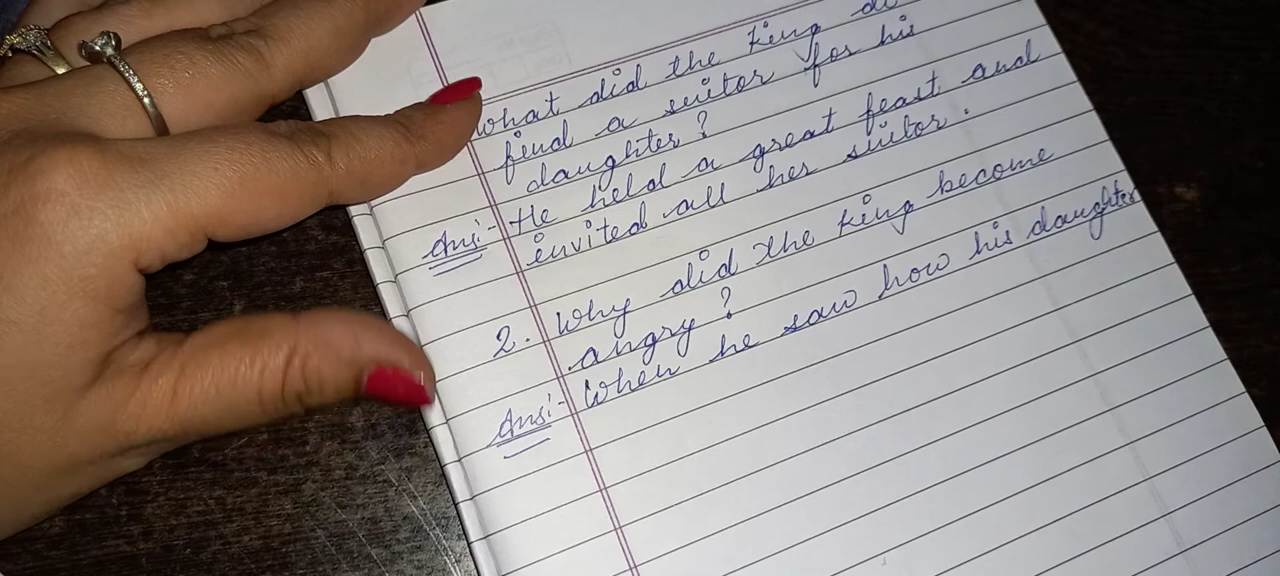 what did the king
find a suitor for his
daughter?
Ans:- He held a great feast and
invited all her suitor.
2. Why did the king become
angry?
Ans:- When he saw how his daughter